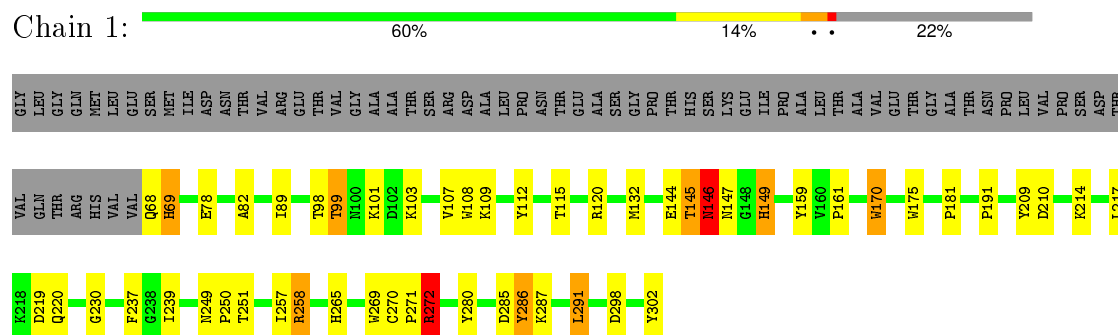 Chain 1:
60% 14% • • 22%
GLY LEU GLY GLN MET LEU GLU SER MET ILE ASP ASN THR VAL ARG GLU THR VAL GLY ALA ALA THR SER ARG ASP ALA LEU PRO ASN THR GLU ALA SER GLY PRO THR HIS SER LYS GLU ILE PRO ALA LEU THR ALA VAL GLU THR GLY ALA THR ASN PRO LEU VAL PRO SER ASP THR
VAL GLN THR ARG HIS VAL VAL Q68 H69 E78 A82 I89 T98 T99 N100 K101 D102 K103 V107 W108 K109 Y112 T115 R120 M132 E144 T145 N146 N147 G148 H149 Y159 V160 P161 W170 W175 P181 P191 Y209 D210 K214 L217
K218 D219 Q220 G230 F237 G238 I239 N249 P250 T251 I257 R258 H265 W269 C270 P271 R272 Y280 D285 Y286 K287 L291 D298 Y302